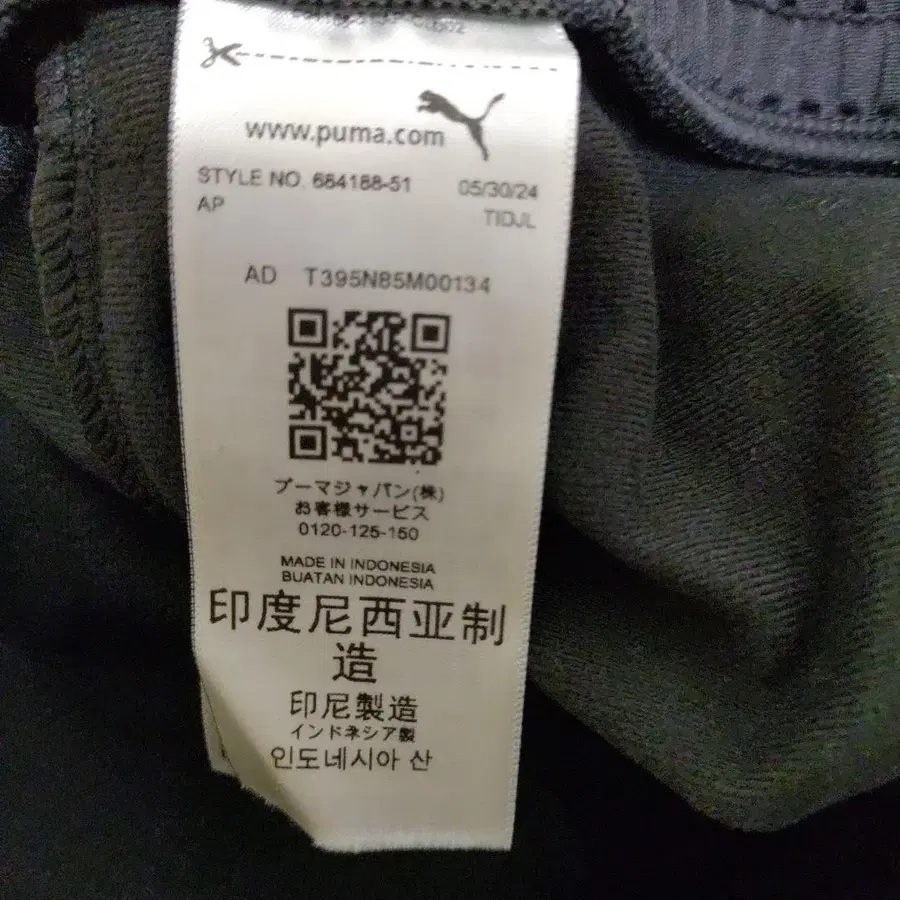 www.puma.com
STYLE NO. 684188-51 05/30/24
AP TIDJL
AD T395N85M00134
プーマジャパン(株)
お客様サービス
0120-125-150
MADE IN INDONESIA
BUATAN INDONESIA
印度尼西亚制
造
印尼製造
インドネシア製
인도네시아 산